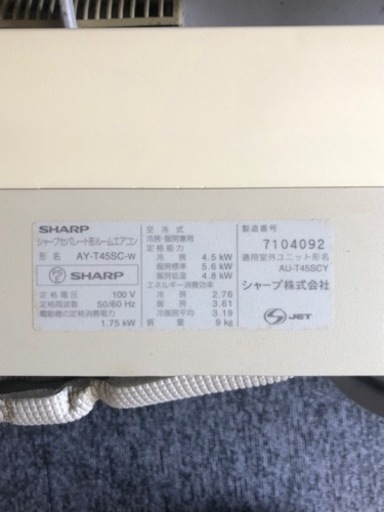 SHARP
シャープセパレート形ルームエアコン
形名 AY-T45SC-W
SHARP
定格電圧 100 V
定格周波数 50/60 Hz
電動機の定格消費電力
1.75 kW
空冷式
冷房・暖房兼用
定格能力
冷房 4.5 kW
暖房標準 5.6 kW
暖房低温 4.8 kW
エネルギー消費効率
冷房 2.76
暖房 3.61
冷暖房平均 3.19
質量 9 kg
製造番号
7104092
適用室外ユニット形名
AU-T45SCY
シャープ株式会社
S JET